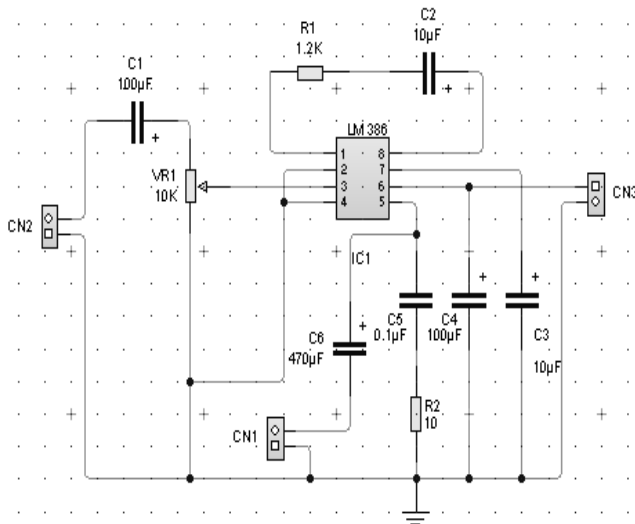 C2
10µF
R1
1.2K
C1
100µF
+
+
LM386
1 8
2 7
3 6
4 5
VR1
10K
CN2
CN3
IC1
+
+
+
C6
470µF
C5
0.1µF
C4
100µF
C3
10µF
R2
10
CN1